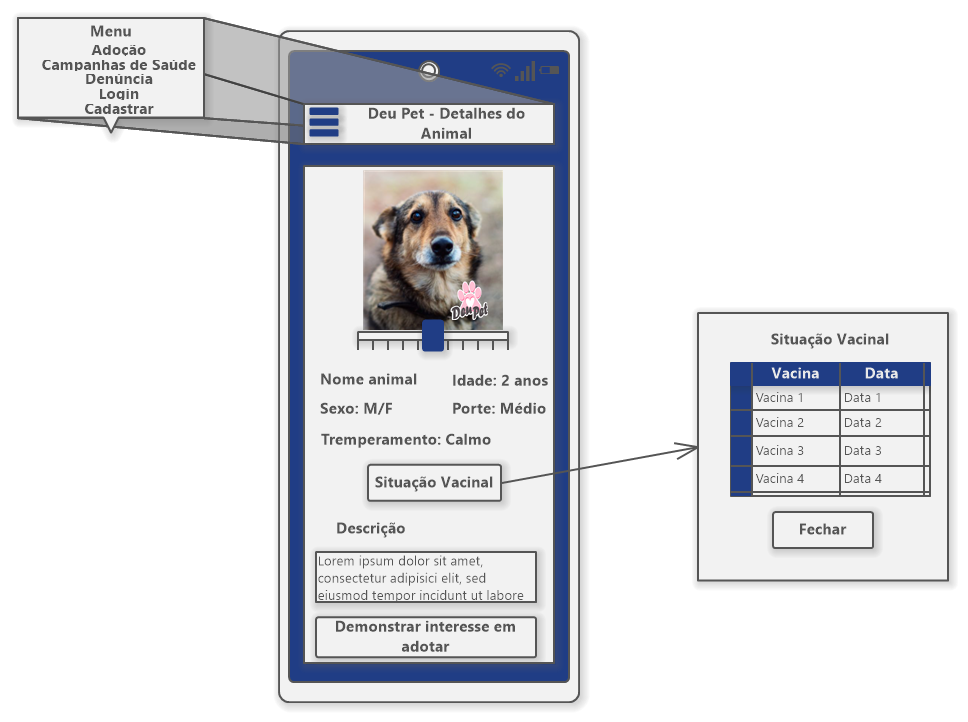 Menu
Adoção
Campanhas de Saúde
Denúncia
Login
Cadastrar
Deu Pet - Detalhes do
Animal
Deu Pet
Nome animal
Idade: 2 anos
Sexo: M/F
Porte: Médio
Tremperamento: Calmo
Situação Vacinal
Descrição
Lorem ipsum dolor sit amet,
consectetur adipisici elit, sed
eiusmod tempor incidunt ut labore
Demonstrar interesse em
adotar
Situação Vacinal
Vacina Data
Vacina 1 Data 1
Vacina 2 Data 2
Vacina 3 Data 3
Vacina 4 Data 4
Fechar